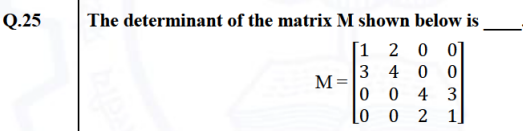 Q.25 The determinant of the matrix M shown below is ____.
M = [1 2 0 0]
[3 4 0 0]
[0 0 4 3]
[0 0 2 1]